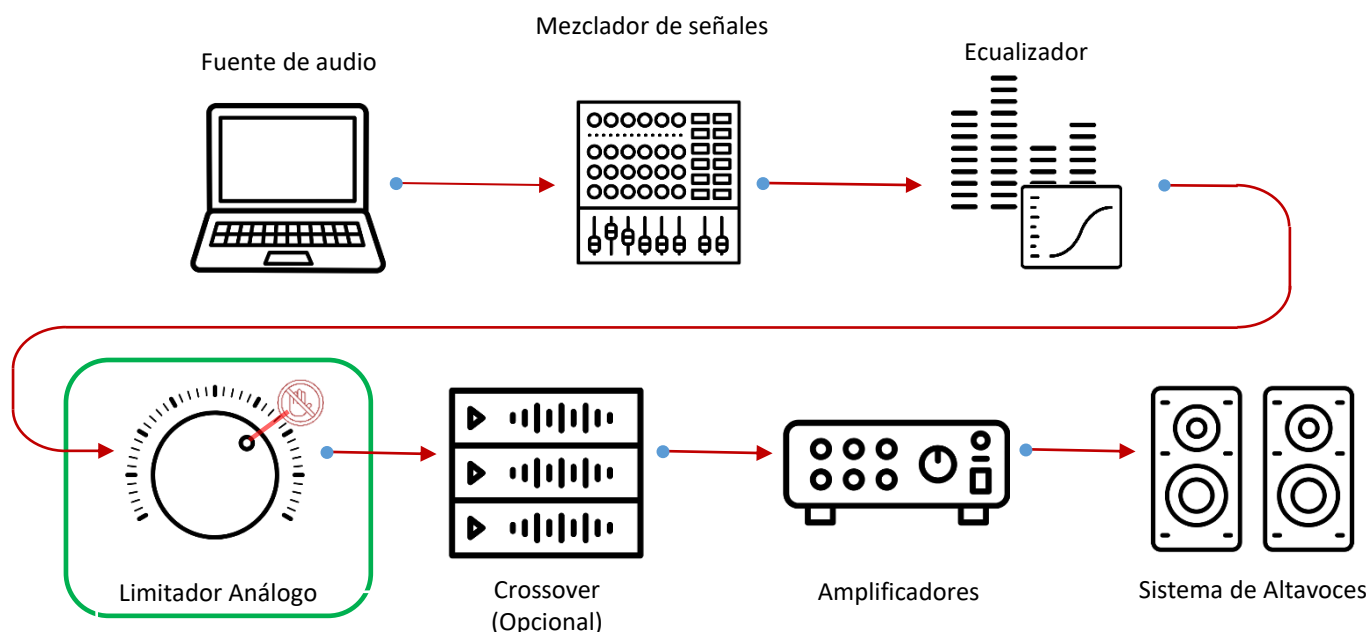 Mezclador de señales
Fuente de audio
Ecualizador
Limitador Análogo
Crossover
(Opcional)
Amplificadores
Sistema de Altavoces